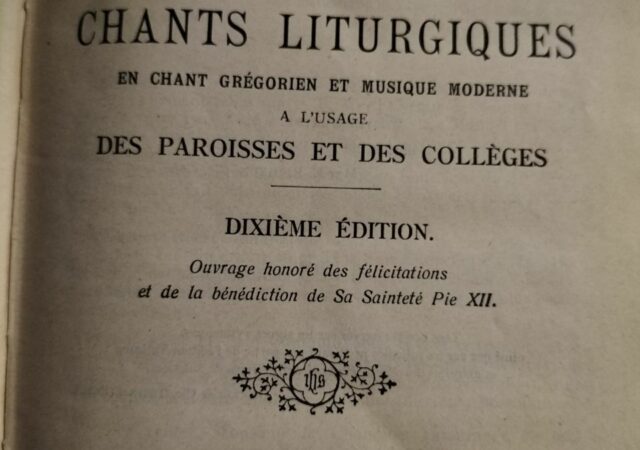 CHANTS LITURGIQUES
EN CHANT GRÉGORIEN ET MUSIQUE MODERNE
A L'USAGE
DES PAROISSES ET DES COLLÈGES
DIXIÈME ÉDITION.
Ouvrage honoré des félicitations
et de la bénédiction de Sa Sainteté Pie XII.
IHS